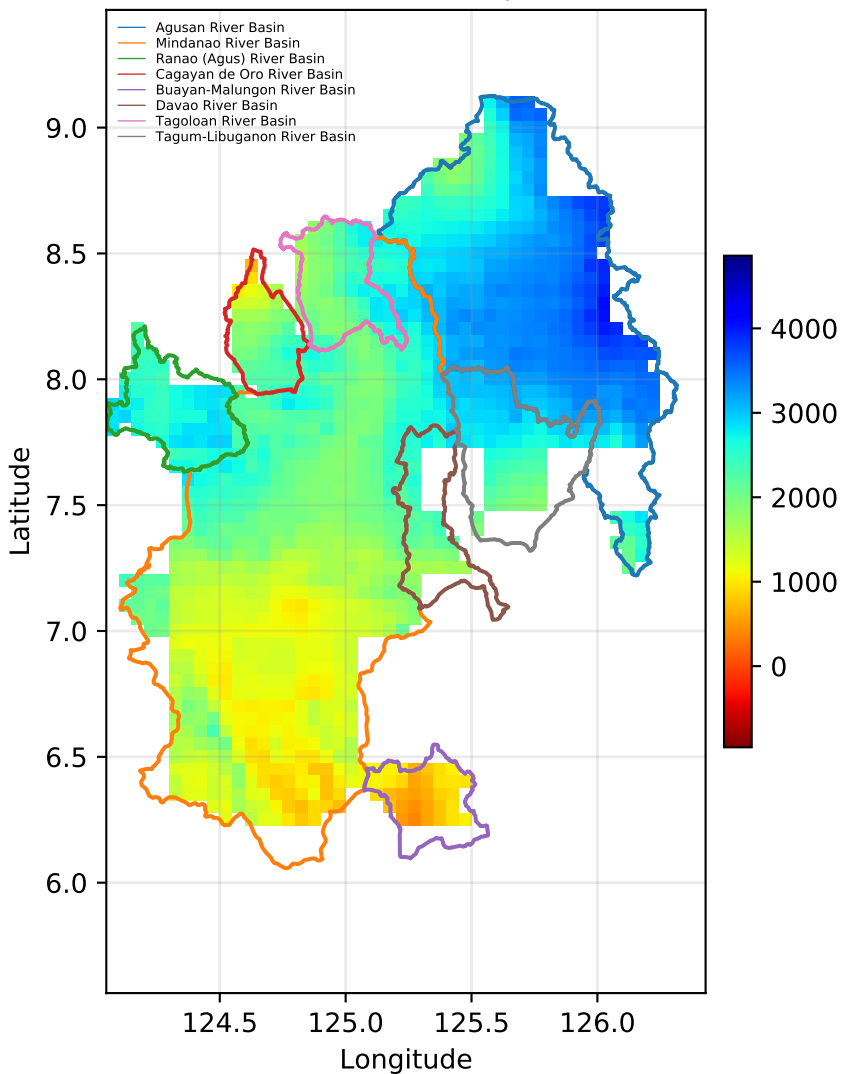 Agusan River Basin
Mindanao River Basin
Ranao (Agus) River Basin
Cagayan de Oro River Basin
Buayan-Malungon River Basin
Davao River Basin
Tagoloan River Basin
Tagum-Libuganon River Basin
9.0
8.5
8.0
7.5
7.0
6.5
6.0
Latitude
124.5 125.0 125.5 126.0
Longitude
4000
3000
2000
1000
0